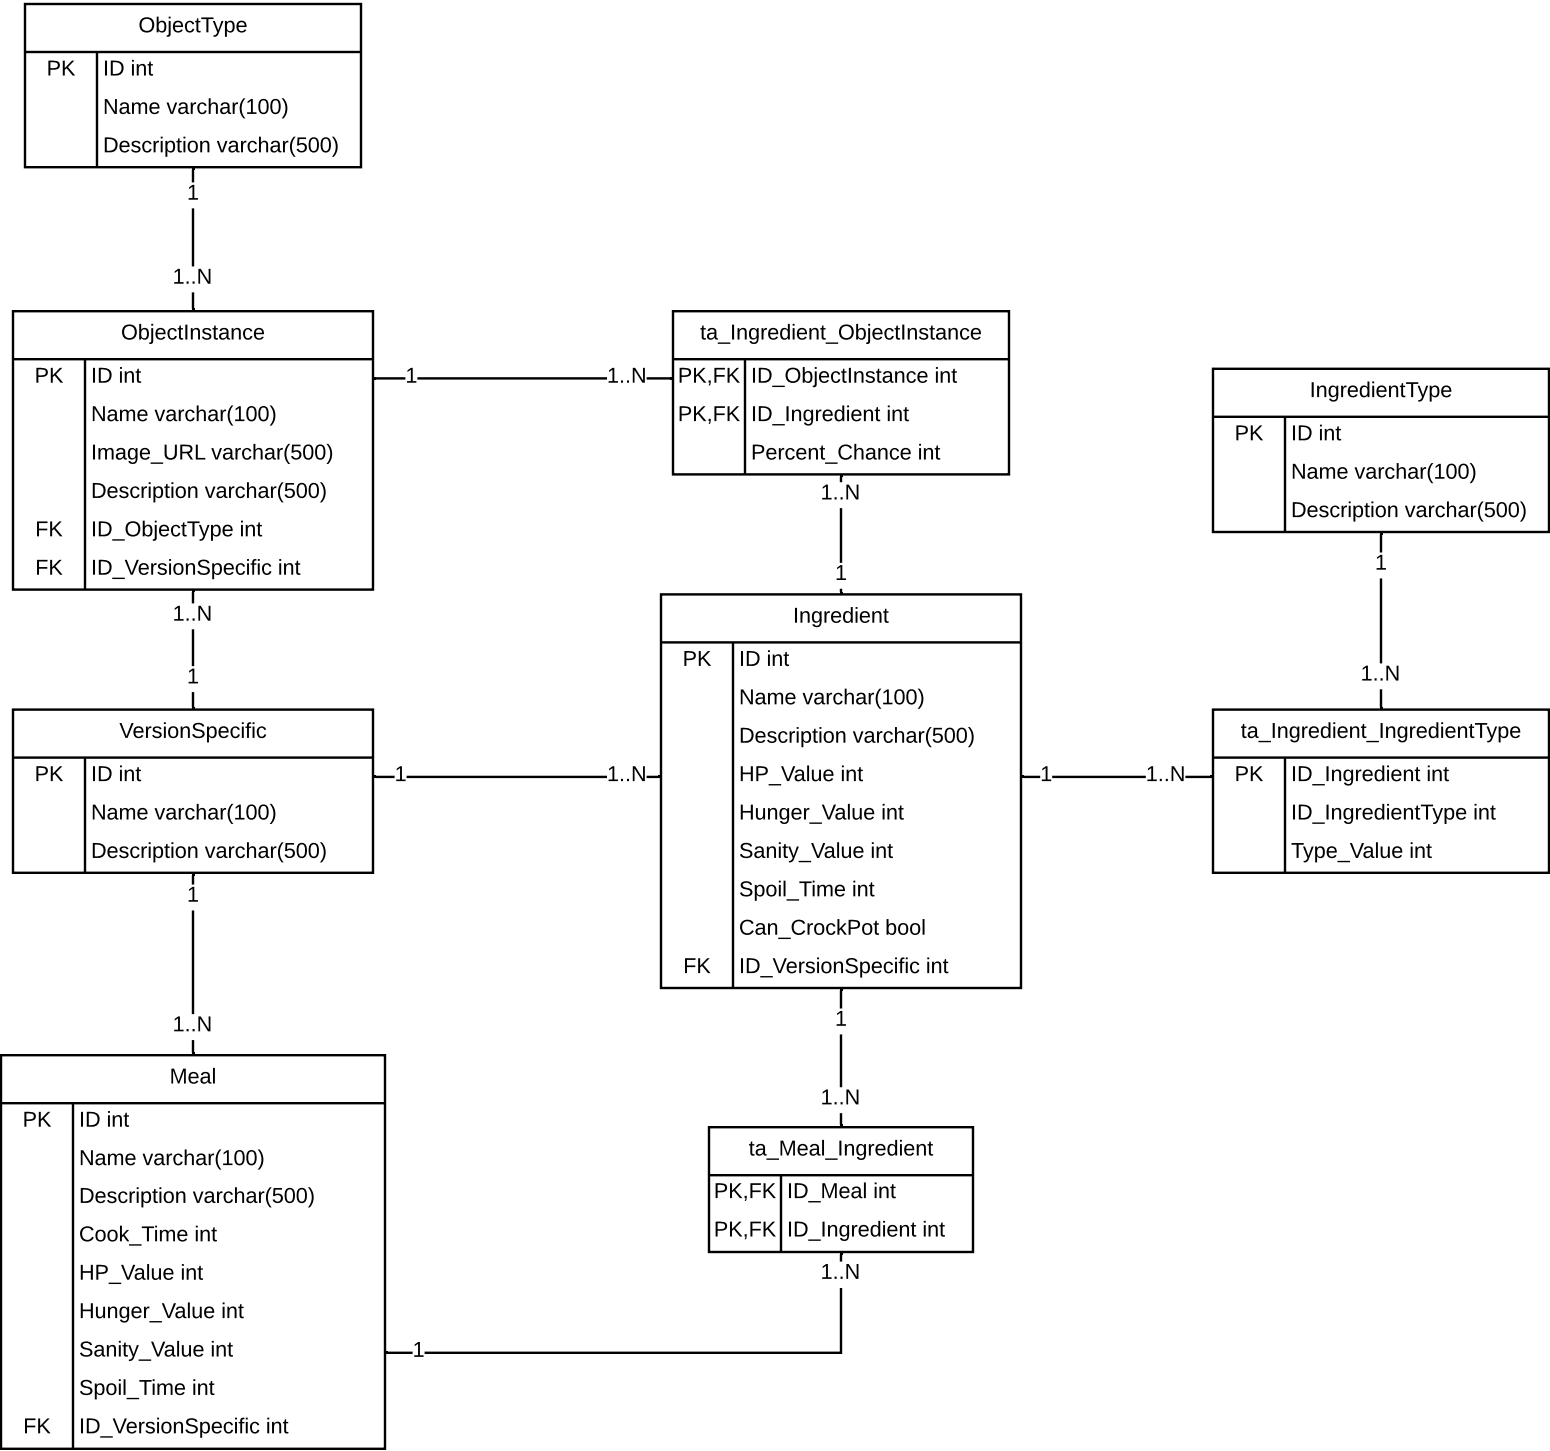 ObjectType
PK ID int
Name varchar(100)
Description varchar(500)
1
1..N
ObjectInstance
PK ID int
Name varchar(100)
Image_URL varchar(500)
Description varchar(500)
FK ID_ObjectType int
FK ID_VersionSpecific int
1 1..N
ta_Ingredient_ObjectInstance
PK,FK ID_ObjectInstance int
PK,FK ID_Ingredient int
Percent_Chance int
1..N
1
IngredientType
PK ID int
Name varchar(100)
Description varchar(500)
1
1..N
1..N
1
VersionSpecific
PK ID int
Name varchar(100)
Description varchar(500)
1 1..N
Ingredient
PK ID int
Name varchar(100)
Description varchar(500)
HP_Value int
Hunger_Value int
Sanity_Value int
Spoil_Time int
Can_CrockPot bool
FK ID_VersionSpecific int
1 1..N
ta_Ingredient_IngredientType
PK ID_Ingredient int
ID_IngredientType int
Type_Value int
1
1..N
Meal
PK ID int
Name varchar(100)
Description varchar(500)
Cook_Time int
HP_Value int
Hunger_Value int
Sanity_Value int
Spoil_Time int
FK ID_VersionSpecific int
1
1..N
ta_Meal_Ingredient
PK,FK ID_Meal int
PK,FK ID_Ingredient int
1..N
1